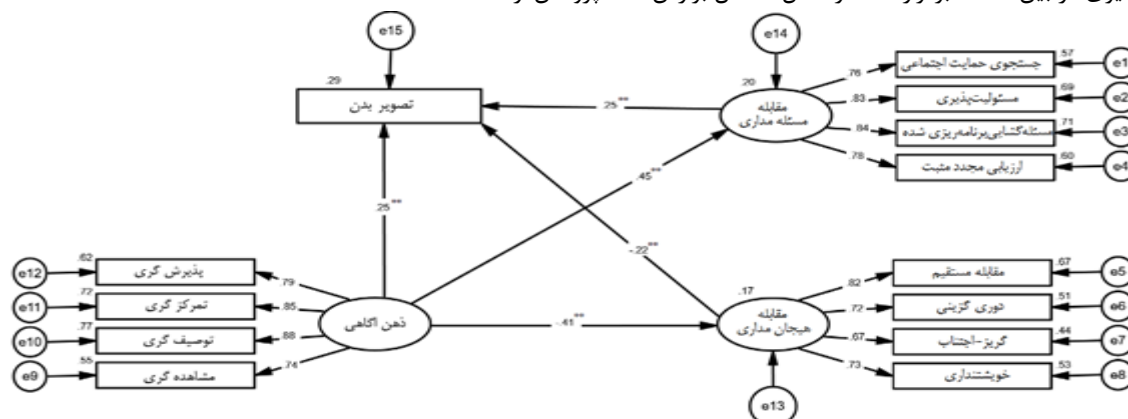 e15
e14
.29
تصویر بدن
.20
مقابله
مسئله مداری
.76
جستجوی حمایت اجتماعی
.57
e1
.83
مسئولیت‌پذیری
.69
e2
.84
مسئله‌گشایی‌برنامه‌ریزی شده
.71
e3
.78
ارزیابی مجدد مثبت
.60
e4
.25**
.45**
.25**
-.22**
-.41**
e12
.62
پذیرش گری
.79
e11
.72
تمرکز گری
.85
e10
.77
توصیف گری
.88
e9
.55
مشاهده گری
.74
ذهن آگاهی
.17
مقابله
هیجان مداری
e13
.82
مقابله مستقیم
.67
e5
.72
دوری گزینی
.51
e6
.67
گریز-اجتناب
.44
e7
.73
خویشتنداری
.53
e8